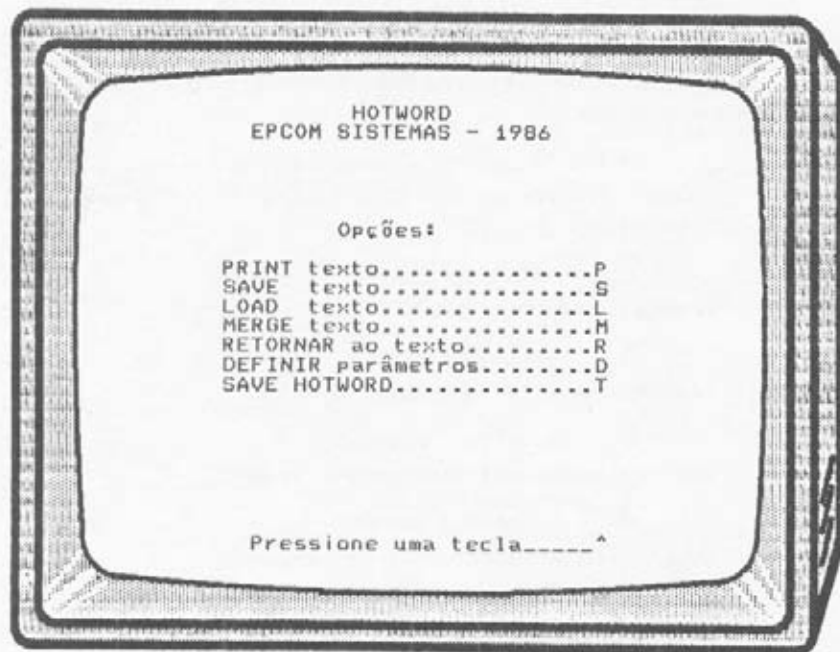 HOTWORD
EPCOM SISTEMAS - 1986
Opções:
PRINT texto................P
SAVE  texto................S
LOAD  texto................L
MERGE texto................M
RETORNAR ao texto..........R
DEFINIR parâmetros.........D
SAVE HOTWORD...............T
Pressione uma tecla_____^